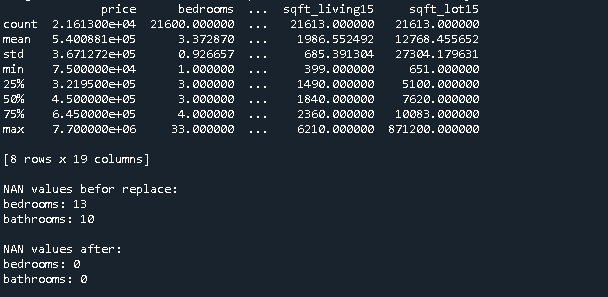 price bedrooms ... sqft_living15 sqft_lot15
count 2.161300e+04 21600.000000 ... 21613.000000 21613.000000
mean 5.400881e+05 3.372870 ... 1986.552492 12768.455652
std 3.671272e+05 0.926657 ... 685.391304 27304.179631
min 7.500000e+04 1.000000 ... 399.000000 651.000000
25% 3.219500e+05 3.000000 ... 1490.000000 5100.000000
50% 4.500000e+05 3.000000 ... 1840.000000 7620.000000
75% 6.450000e+05 4.000000 ... 2360.000000 10083.000000
max 7.700000e+06 33.000000 ... 6210.000000 871200.000000
[8 rows x 19 columns]
NAN values befor replace:
bedrooms: 13
bathrooms: 10
NAN values after:
bedrooms: 0
bathrooms: 0